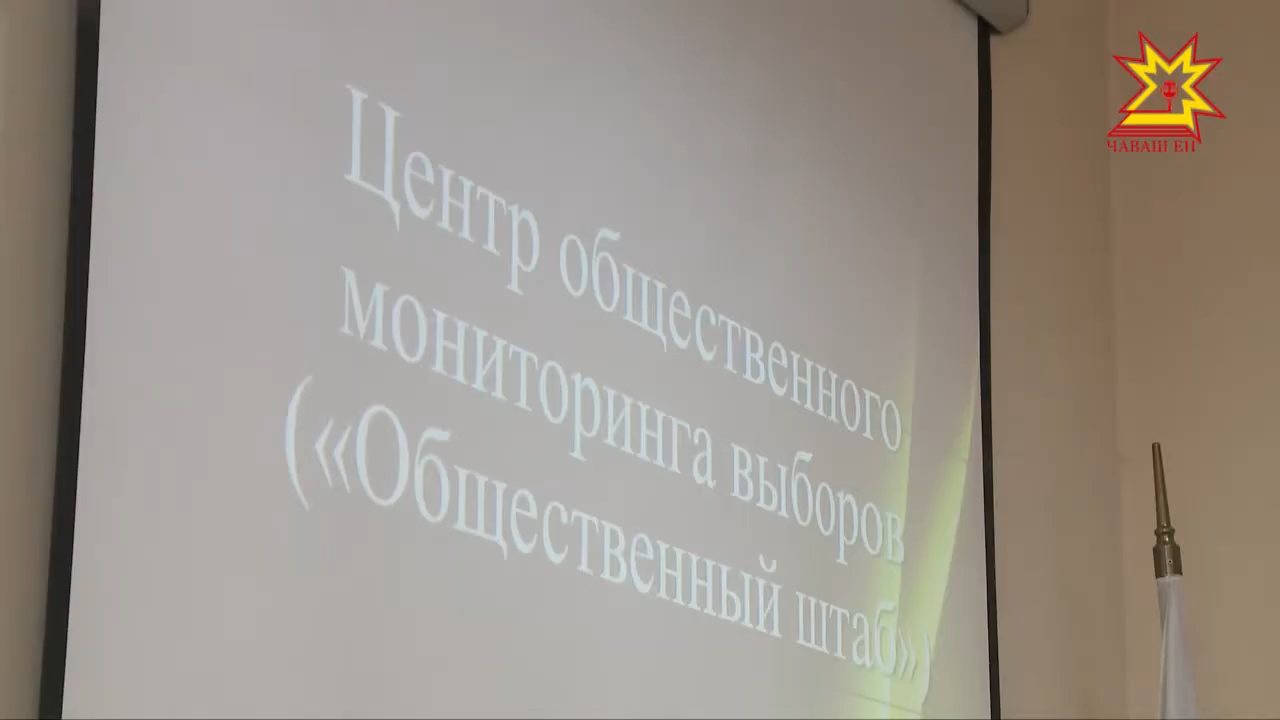 Центр общественного
мониторинга выборов
(«Общественный штаб»)
ЧАВАШ ЕН